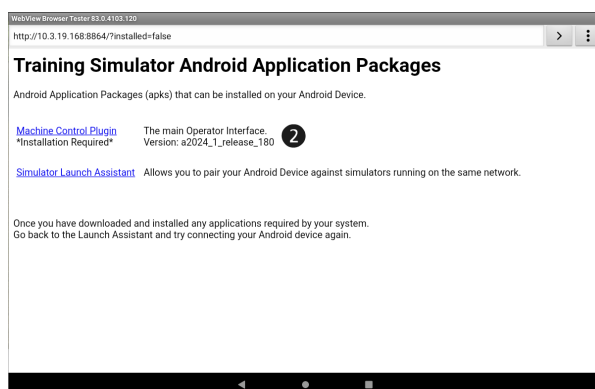 WebView Browser Tester 83.0.4103.120
http://10.3.19.168:8864/?installed=false
Training Simulator Android Application Packages
Android Application Packages (apks) that can be installed on your Android Device.
Machine Control Plugin The main Operator Interface.
*Installation Required* Version: a2024_1_release_180
2
Simulator Launch Assistant Allows you to pair your Android Device against simulators running on the same network.
Once you have downloaded and installed any applications required by your system.
Go back to the Launch Assistant and try connecting your Android device again.